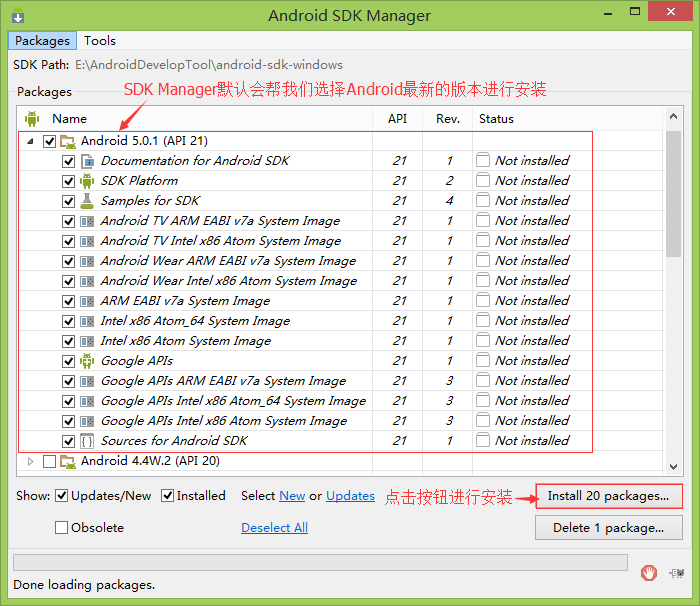 Android SDK Manager
Packages Tools
SDK Path: E:\AndroidDevelopTool\android-sdk-windows
SDK Manager默认会帮我们选择Android最新的版本进行安装
Packages
Name API Rev. Status
Android 5.0.1 (API 21)
Documentation for Android SDK 21 1 Not installed
SDK Platform 21 2 Not installed
Samples for SDK 21 4 Not installed
Android TV ARM EABI v7a System Image 21 1 Not installed
Android TV Intel x86 Atom System Image 21 1 Not installed
Android Wear ARM EABI v7a System Image 21 1 Not installed
Android Wear Intel x86 Atom System Image 21 1 Not installed
ARM EABI v7a System Image 21 1 Not installed
Intel x86 Atom_64 System Image 21 1 Not installed
Intel x86 Atom System Image 21 1 Not installed
Google APIs 21 1 Not installed
Google APIs ARM EABI v7a System Image 21 3 Not installed
Google APIs Intel x86 Atom_64 System Image 21 3 Not installed
Google APIs Intel x86 Atom System Image 21 3 Not installed
Sources for Android SDK 21 1 Not installed
Android 4.4W.2 (API 20)
Show: Updates/New Installed Select New or Updates 点击按钮进行安装 Install 20 packages...
Obsolete Deselect All Delete 1 package...
Done loading packages.